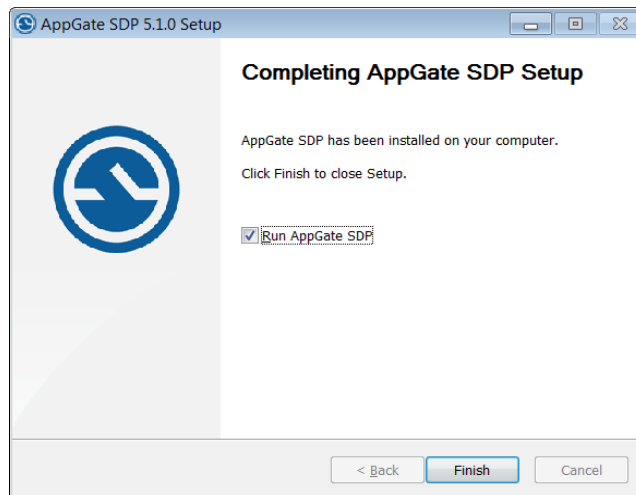 AppGate SDP 5.1.0 Setup
Completing AppGate SDP Setup
AppGate SDP has been installed on your computer.
Click Finish to close Setup.
Run AppGate SDP
< Back Finish Cancel